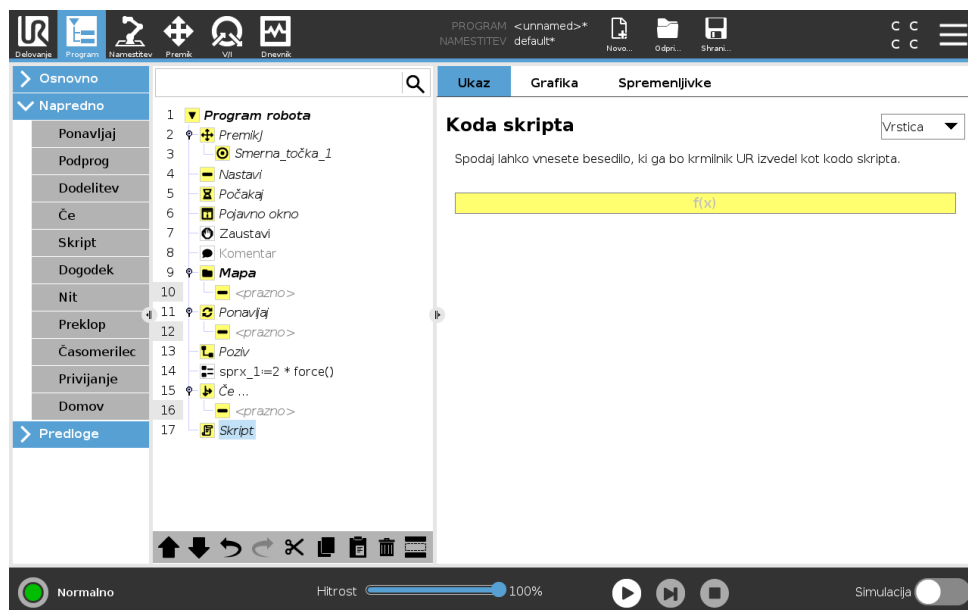 PROGRAM <unnamed>*
NAMESTITEV default*
Delovanje Program Namestitev Premik V/I Dnevnik Novo... Odpri... Shrani...
C C
C C
Osnovno
Napredno
Ponavljaj
Podprog
Dodelitev
Če
Skript
Dogodek
Nit
Preklop
Časomerilec
Privijanje
Domov
Predloge
1 Program robota
2 PremikJ
3 Smerna_točka_1
4 Nastavi
5 Počakaj
6 Pojavno okno
7 Zaustavi
8 Komentar
9 Mapa
10 <prazno>
11 Ponavljaj
12 <prazno>
13 Poziv
14 sprx_1≔2 * force()
15 Če ...
16 <prazno>
17 Skript
Ukaz Grafika Spremenljivke
Koda skripta Vrstica
Spodaj lahko vnesete besedilo, ki ga bo krmilnik UR izvedel kot kodo skripta.
f(x)
Normalno Hitrost 100% Simulacija